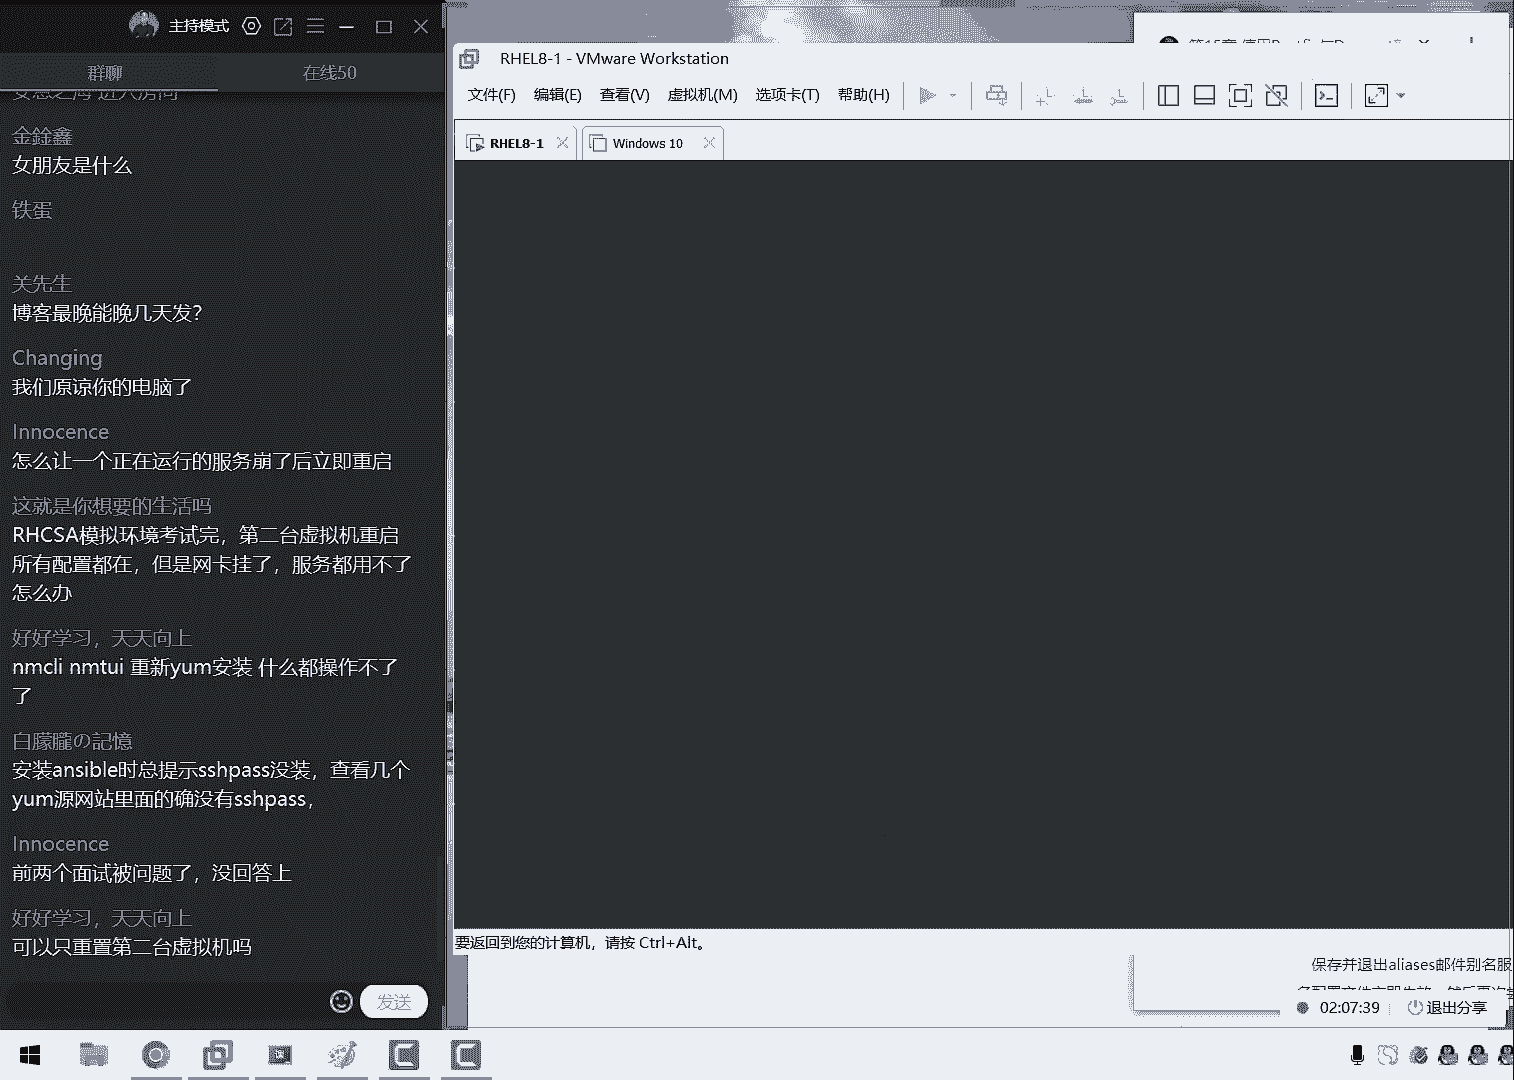 主持模式
群聊
在线50
金銓鑫
女朋友是什么
铁蛋
关先生
博客最晚能晚几天发？
Changing
我们原谅你的电脑了
Innocence
怎么让一个正在运行的服务崩了后立即重启
这就是你想要的生活吗
RHCSA模拟环境考试完，第二台虚拟机重启
所有配置都在，但是网卡挂了，服务都用不了
怎么办
好好学习，天天向上
nmcli nmtui 重新yum安装 什么都操作不了
了
白朦朧の記憶
安装ansible时总提示sshpass没装，查看几个
yum源网站里面的确没有sshpass，
Innocence
前两个面试被问题了，没回答上
好好学习，天天向上
可以只重置第二台虚拟机吗
发送
RHEL8-1 - VMware Workstation
文件(F) 编辑(E) 查看(V) 虚拟机(M) 选项卡(T) 帮助(H)
RHEL8-1
Windows 10
要返回到您的计算机，请按 Ctrl+Alt。
保存并退出aliases邮件别名服
02:07:39
退出分享